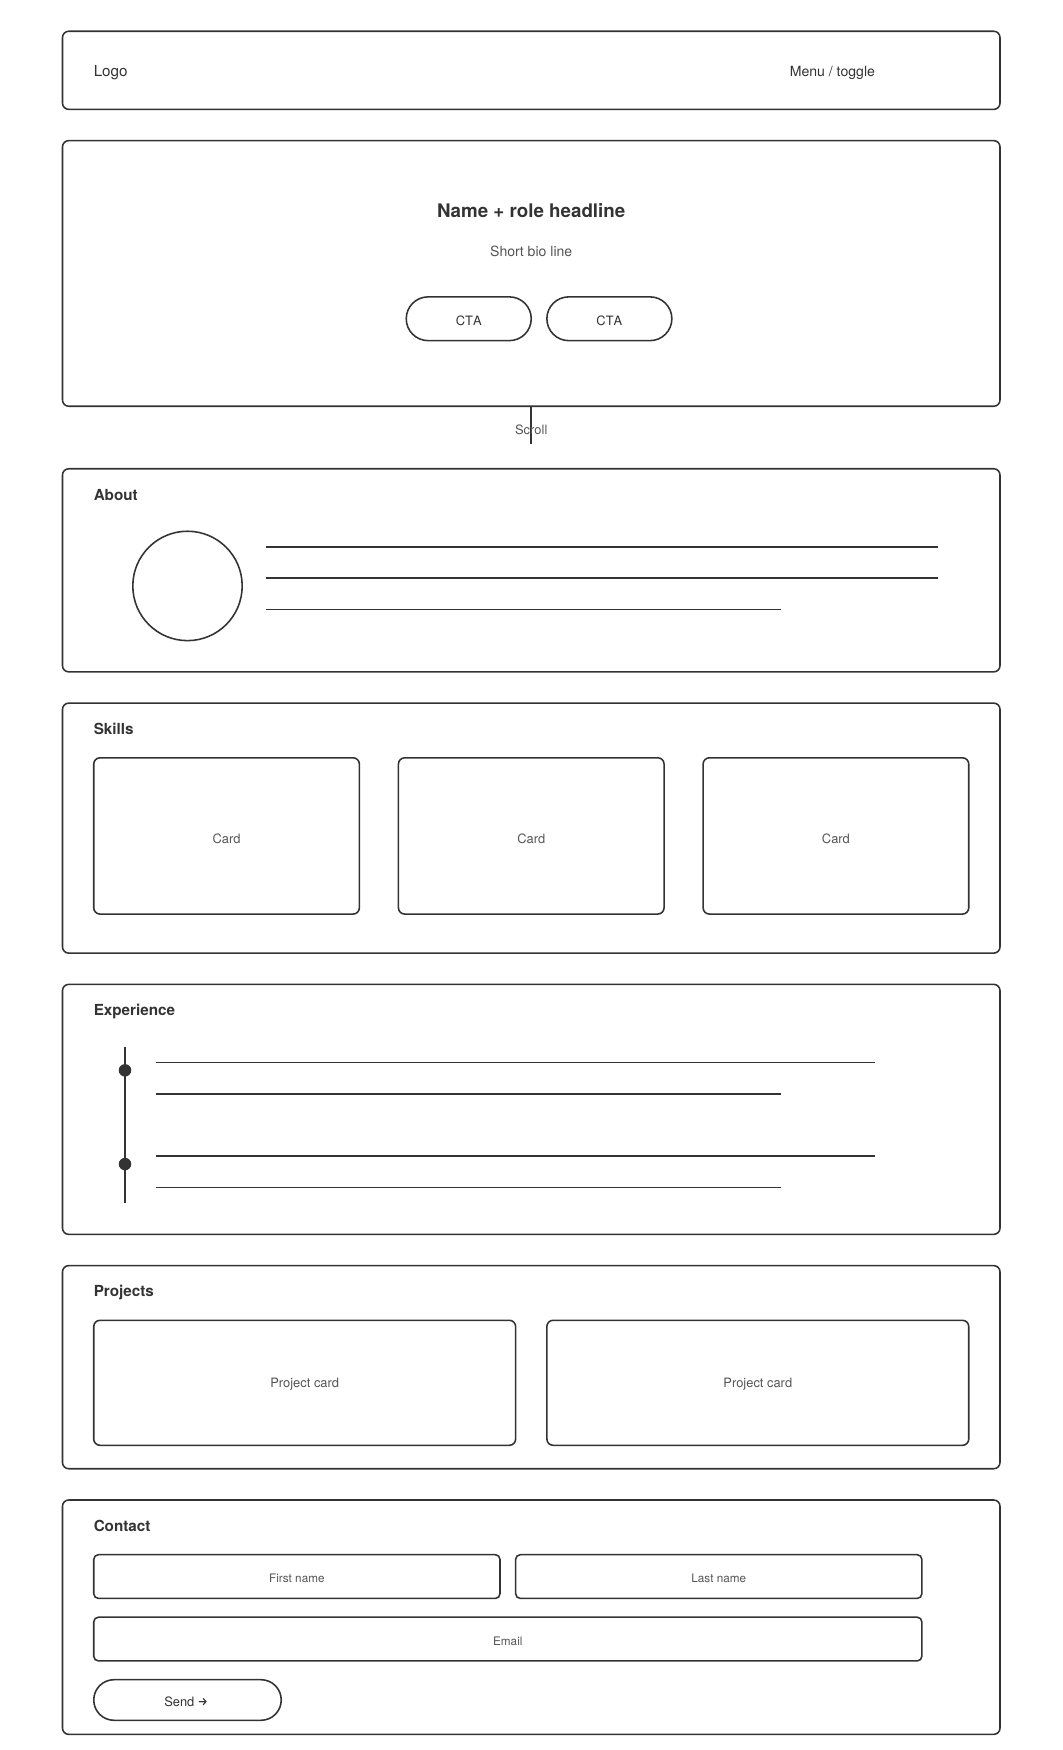 Logo
Menu / toggle
Name + role headline
Short bio line
CTA
CTA
Scroll
About
Skills
Card
Card
Card
Experience
Projects
Project card
Project card
Contact
First name
Last name
Email
Send →